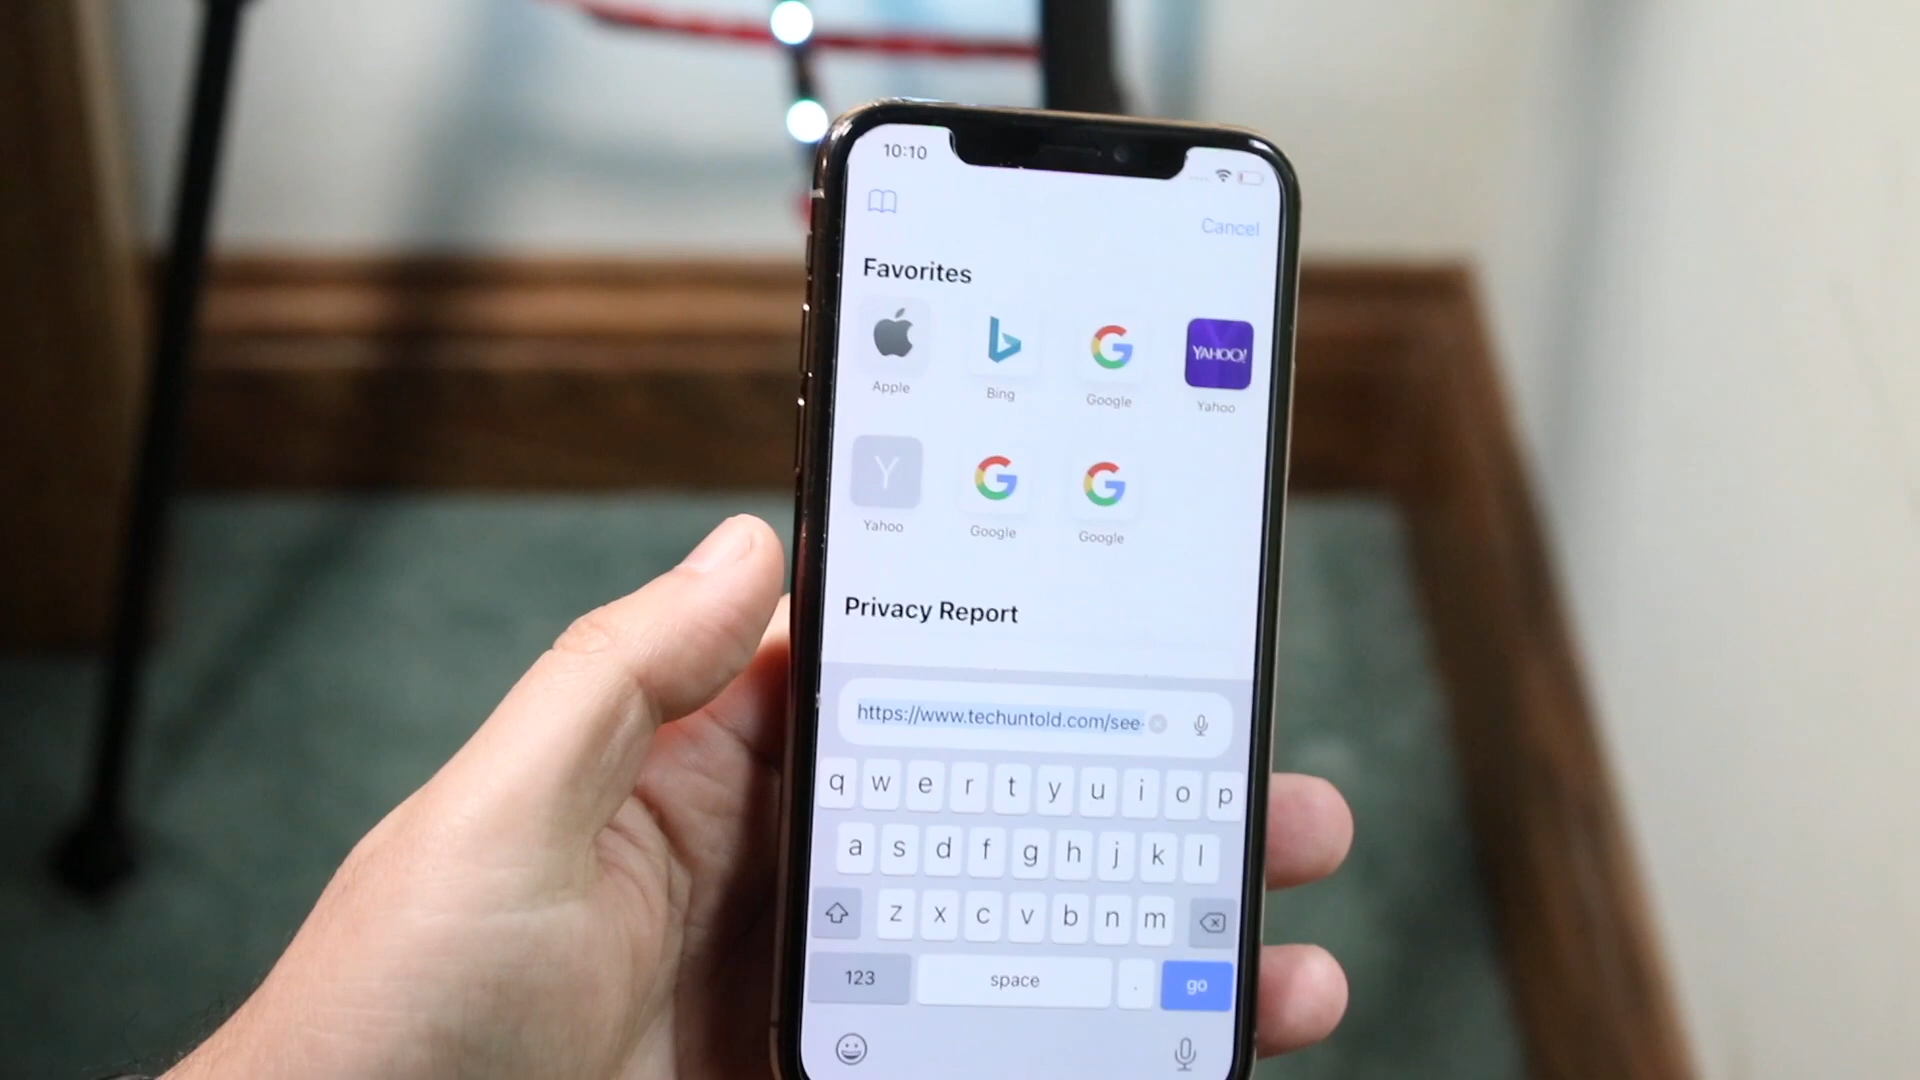 10:10
Cancel
Favorites
YAHOO!
Apple Bing Google Yahoo
Y
Yahoo Google Google
Privacy Report
https://www.techuntold.com/see-
q w e r t y u i o p
a s d f g h j k l
z x c v b n m
123 space . go